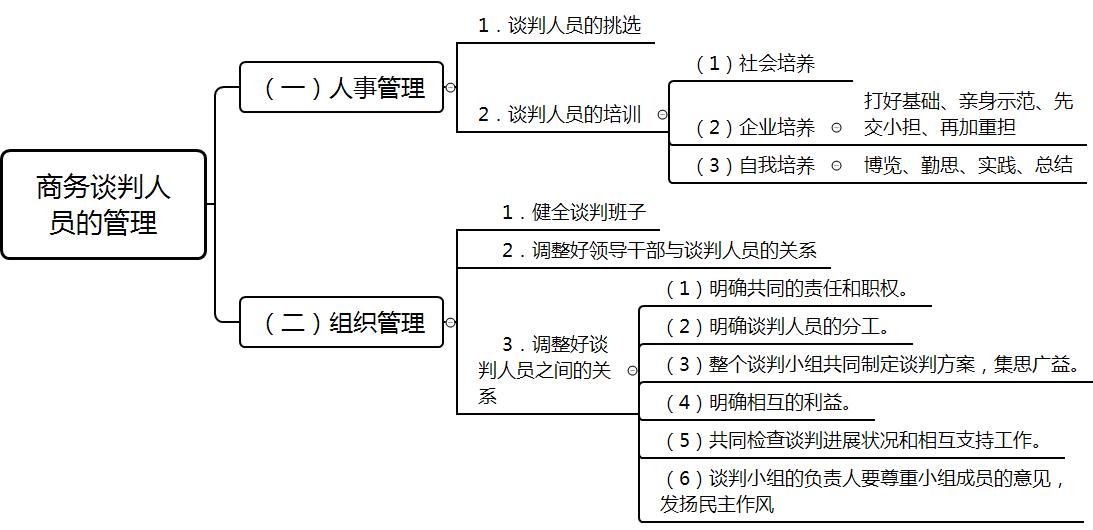 商务谈判人
员的管理
（一）人事管理
1．谈判人员的挑选
2．谈判人员的培训
（1）社会培养
（2）企业培养
打好基础、亲身示范、先
交小担、再加重担
（3）自我培养
博览、勤思、实践、总结
（二）组织管理
1．健全谈判班子
2．调整好领导干部与谈判人员的关系
3．调整好谈
判人员之间的关
系
（1）明确共同的责任和职权。
（2）明确谈判人员的分工。
（3）整个谈判小组共同制定谈判方案，集思广益。
（4）明确相互的利益。
（5）共同检查谈判进展状况和相互支持工作。
（6）谈判小组的负责人要尊重小组成员的意见，
发扬民主作风